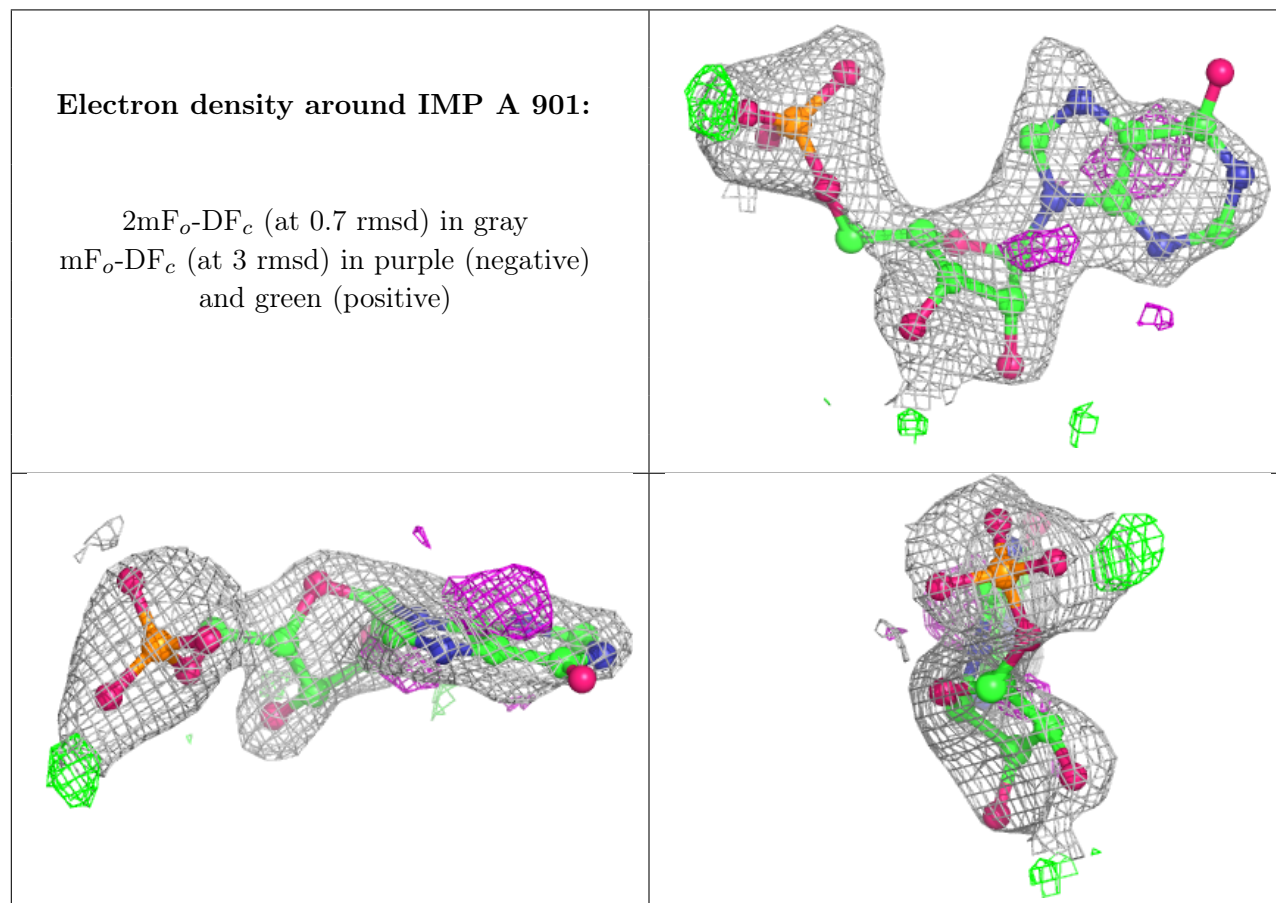 Electron density around IMP A 901:
2mFo-DFc (at 0.7 rmsd) in gray
mFo-DFc (at 3 rmsd) in purple (negative)
and green (positive)